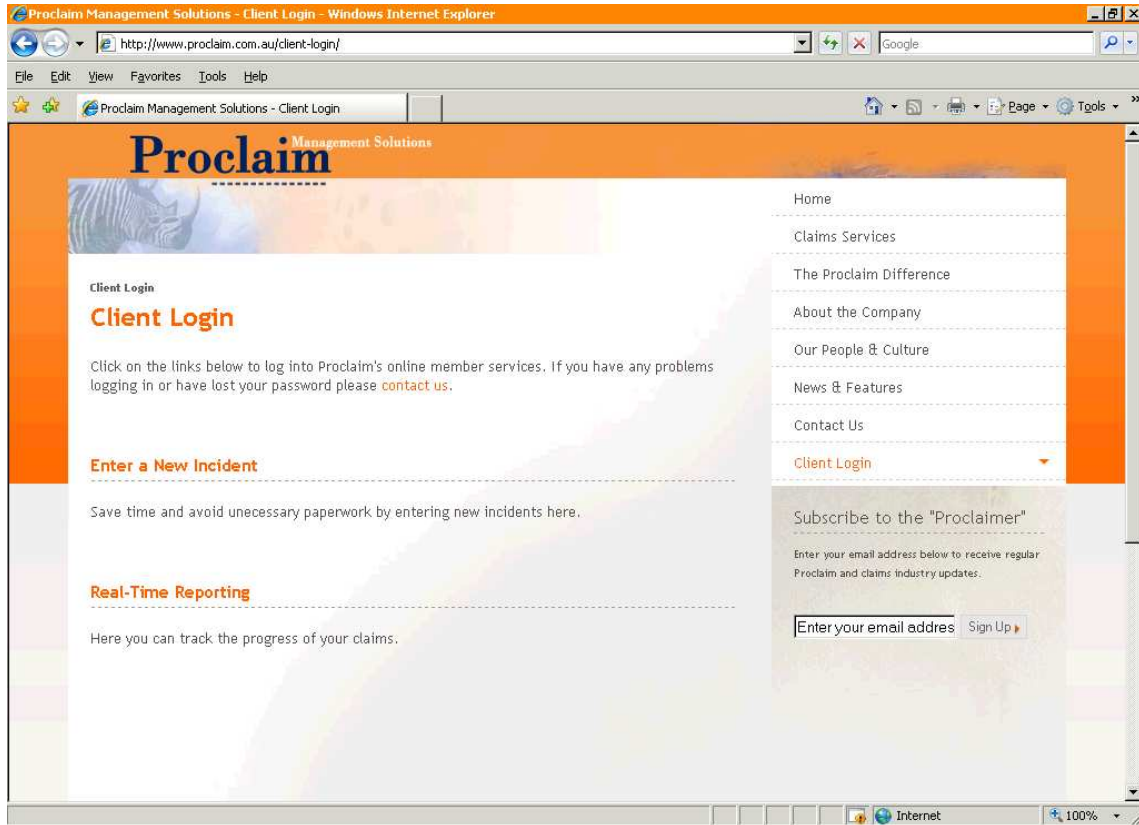 Proclaim Management Solutions - Client Login - Windows Internet Explorer
http://www.proclaim.com.au/client-login/
Google
File Edit View Favorites Tools Help
Proclaim Management Solutions - Client Login
Page Tools »
Proclaim Management Solutions
Home
Claims Services
The Proclaim Difference
About the Company
Our People & Culture
News & Features
Contact Us
Client Login
Client Login
Client Login
Click on the links below to log into Proclaim's online member services. If you have any problems
logging in or have lost your password please contact us.
Enter a New Incident
Save time and avoid unecessary paperwork by entering new incidents here.
Real-Time Reporting
Here you can track the progress of your claims.
Subscribe to the "Proclaimer"
Enter your email address below to receive regular
Proclaim and claims industry updates.
Enter your email addres Sign Up
Internet 100%